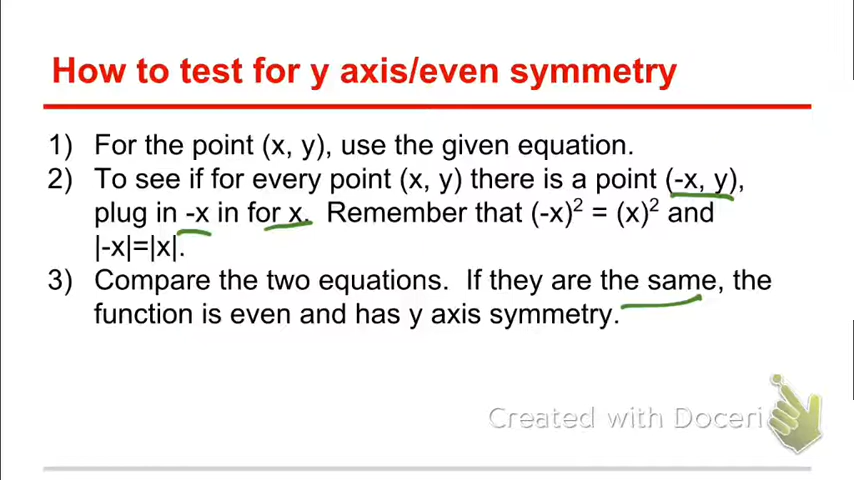 How to test for y axis/even symmetry
1) For the point (x, y), use the given equation.
2) To see if for every point (x, y) there is a point (-x, y),
plug in -x in for x. Remember that (-x)² = (x)² and
|-x|=|x|.
3) Compare the two equations. If they are the same, the
function is even and has y axis symmetry.
Created with Doceri